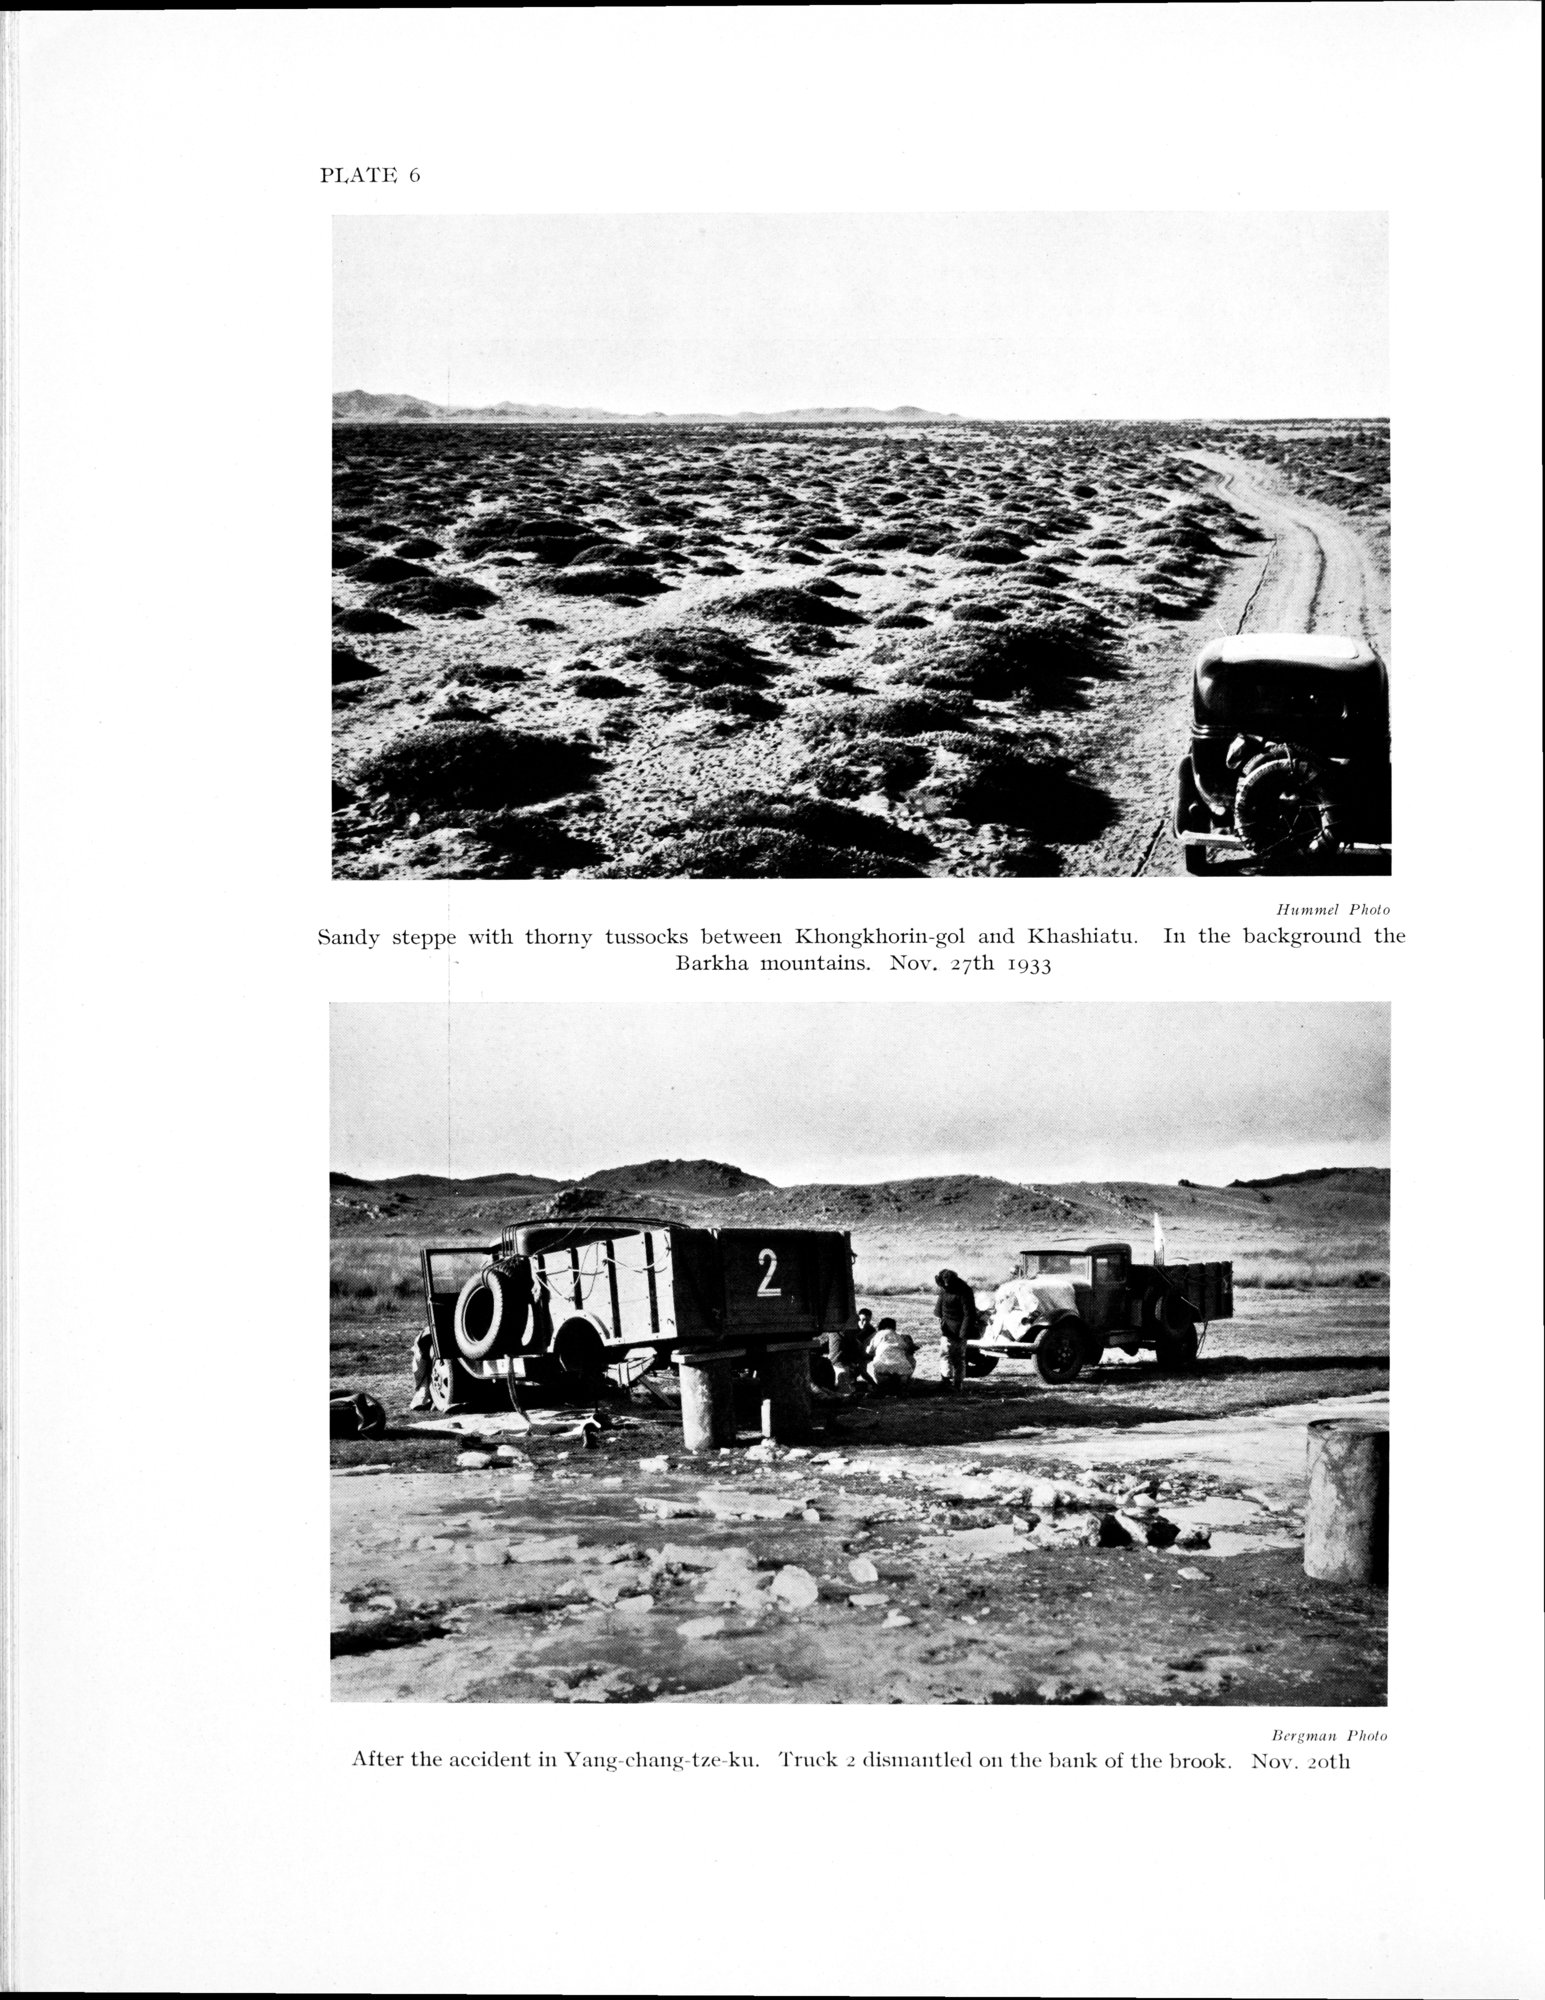 PLATE 6
Hummel Photo
Sandy steppe with thorny tussocks between Khongkhorin-gol and Khashiatu. In the background the
Barkha mountains. Nov. 27th 1933
2
Bergman Photo
After the accident in Yang-chang-tze-ku. Truck 2 dismantled on the bank of the brook. Nov. 20th